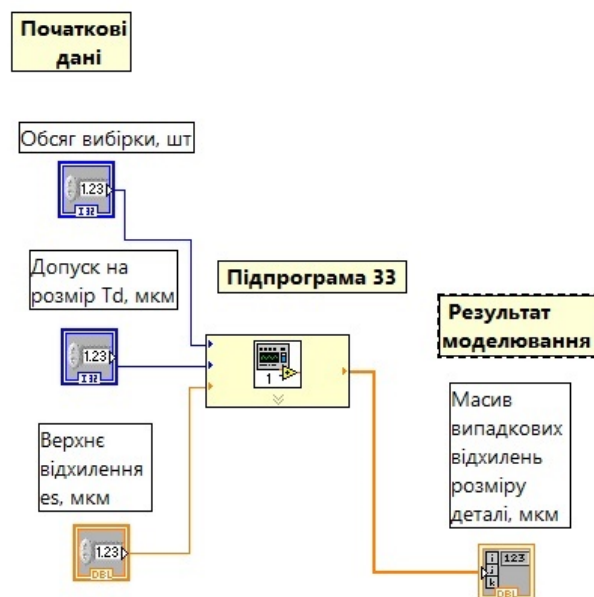 Початкові
дані
Обсяг вибірки, шт
1.23
I32
Допуск на
розмір Td, мкм
1.23
I32
Підпрограма 33
1
Верхнє
відхилення
es, мкм
1.23
DBL
Результат
моделювання
Масив
випадкових
відхилень
розміру
деталі, мкм
i
j
k
123
DBL